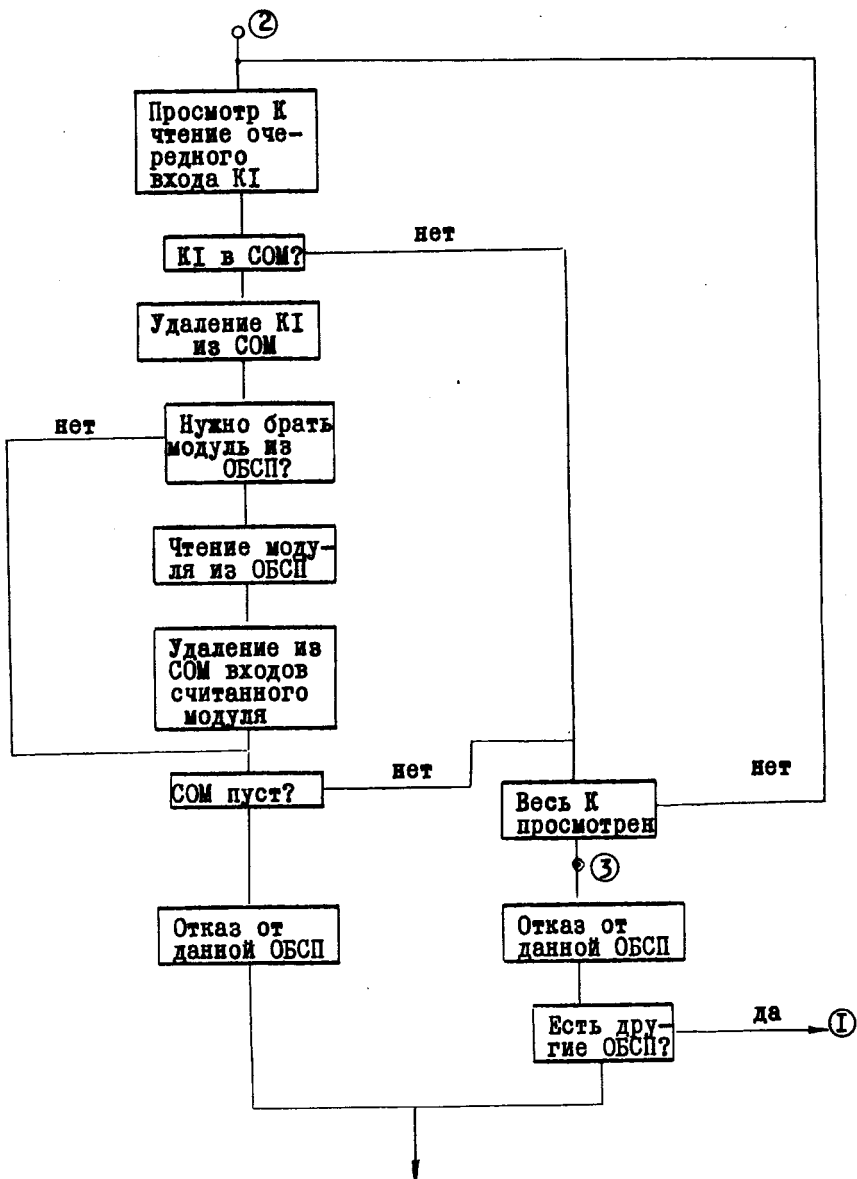 ②
Просмотр К
чтение оче-
редного
входа КI
КI в СОМ?
нет
Удаление КI
из СОМ
нет
Нужно брать
модуль из
ОБСП?
Чтение моду-
ля из ОБСП
Удаление из
СОМ входов
считанного
модуля
СОМ пуст?
нет
Весь К
просмотрен
нет
③
Отказ от
данной ОБСП
Отказ от
данной ОБСП
Есть дру-
гие ОБСП?
да
I